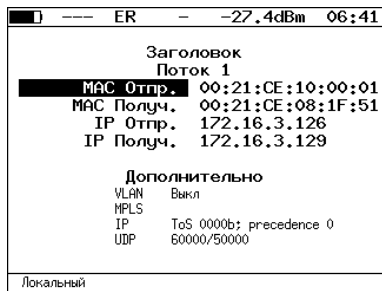 --- ER - -27.4dBm 06:41
Заголовок
Поток 1
MAC Отпр. 00:21:CE:10:00:01
MAC Получ. 00:21:CE:08:1F:51
IP Отпр. 172.16.3.126
IP Получ. 172.16.3.129
Дополнительно
VLAN Выкл
MPLS
IP ToS 0000b; precedence 0
UDP 60000/50000
Локальный